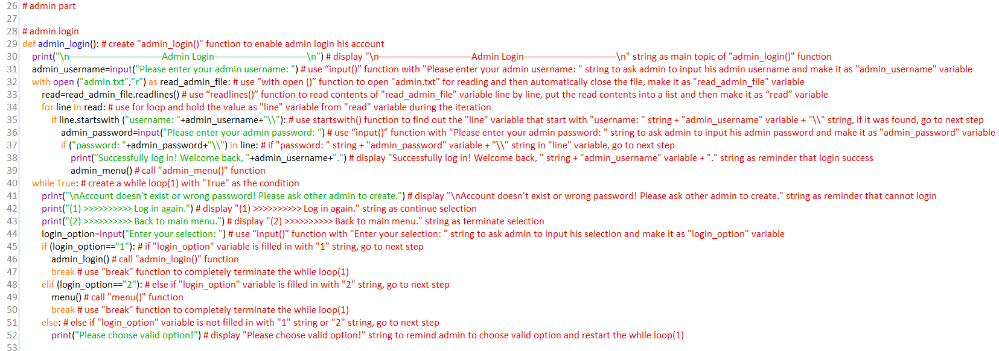 26 # admin part
27
28 # admin login
29 def admin_login(): # create "admin_login()" function to enable admin login his account
30 print("\n———————————Admin Login———————————\n") # display "\n———————————Admin Login———————————\n" string as main topic of "admin_login()" function
31 admin_username=input("Please enter your admin username: ") # use “input()” function with "Please enter your admin username: " string to ask admin to input his admin username and make it as "admin_username" variable
32 with open ("admin.txt","r") as read_admin_file: # use “with open ()” function to open "admin.txt" for reading and then automatically close the file, make it as "read_admin_file" variable
33 read=read_admin_file.readlines() # use “readlines()” function to read contents of "read_admin_file" variable line by line, put the read contents into a list and then make it as “read” variable
34 for line in read: # use for loop and hold the value as "line" variable from "read" variable during the iteration
35 if line.startswith ("username: "+admin_username+"\\"): # use startswith() function to find out the "line" variable that start with "username: " string + "admin_username" variable + "\\" string, if it was found, go to next step
36 admin_password=input("Please enter your admin password: ") # use “input()” function with "Please enter your admin password: " string to ask admin to input his admin password and make it as "admin_password" variable
37 if ("password: "+admin_password+"\\") in line: # if "password: " string + "admin_password" variable + "\\" string in "line" variable, go to next step
38 print("Successfully log in! Welcome back, "+admin_username+".") # display "Successfully log in! Welcome back, " string + "admin_username" variable + "." string as reminder that login success
39 admin_menu() # call "admin_menu()" function
40 while True: # create a while loop(1) with "True" as the condition
41 print("\nAccount doesn't exist or wrong password! Please ask other admin to create.") # display "\nAccount doesn't exist or wrong password! Please ask other admin to create." string as reminder that cannot login
42 print("(1) >>>>>>>>>> Log in again.") # display "(1) >>>>>>>>>> Log in again." string as continue selection
43 print("(2) >>>>>>>>>> Back to main menu.") # display "(2) >>>>>>>>>> Back to main menu." string as terminate selection
44 login_option=input("Enter your selection: ") # use “input()” function with "Enter your selection: " string to ask admin to input his selection and make it as "login_option" variable
45 if (login_option=="1"): # if "login_option" variable is filled in with "1" string, go to next step
46 admin_login() # call "admin_login()" function
47 break # use "break" function to completely terminate the while loop(1)
48 elif (login_option=="2"): # else if "login_option" variable is filled in with "2" string, go to next step
49 menu() # call "menu()" function
50 break # use "break" function to completely terminate the while loop(1)
51 else: # else if "login_option" variable is not filled in with "1" string or "2" string, go to next step
52 print("Please choose valid option!") # display "Please choose valid option!" string to remind admin to choose valid option and restart the while loop(1)
53